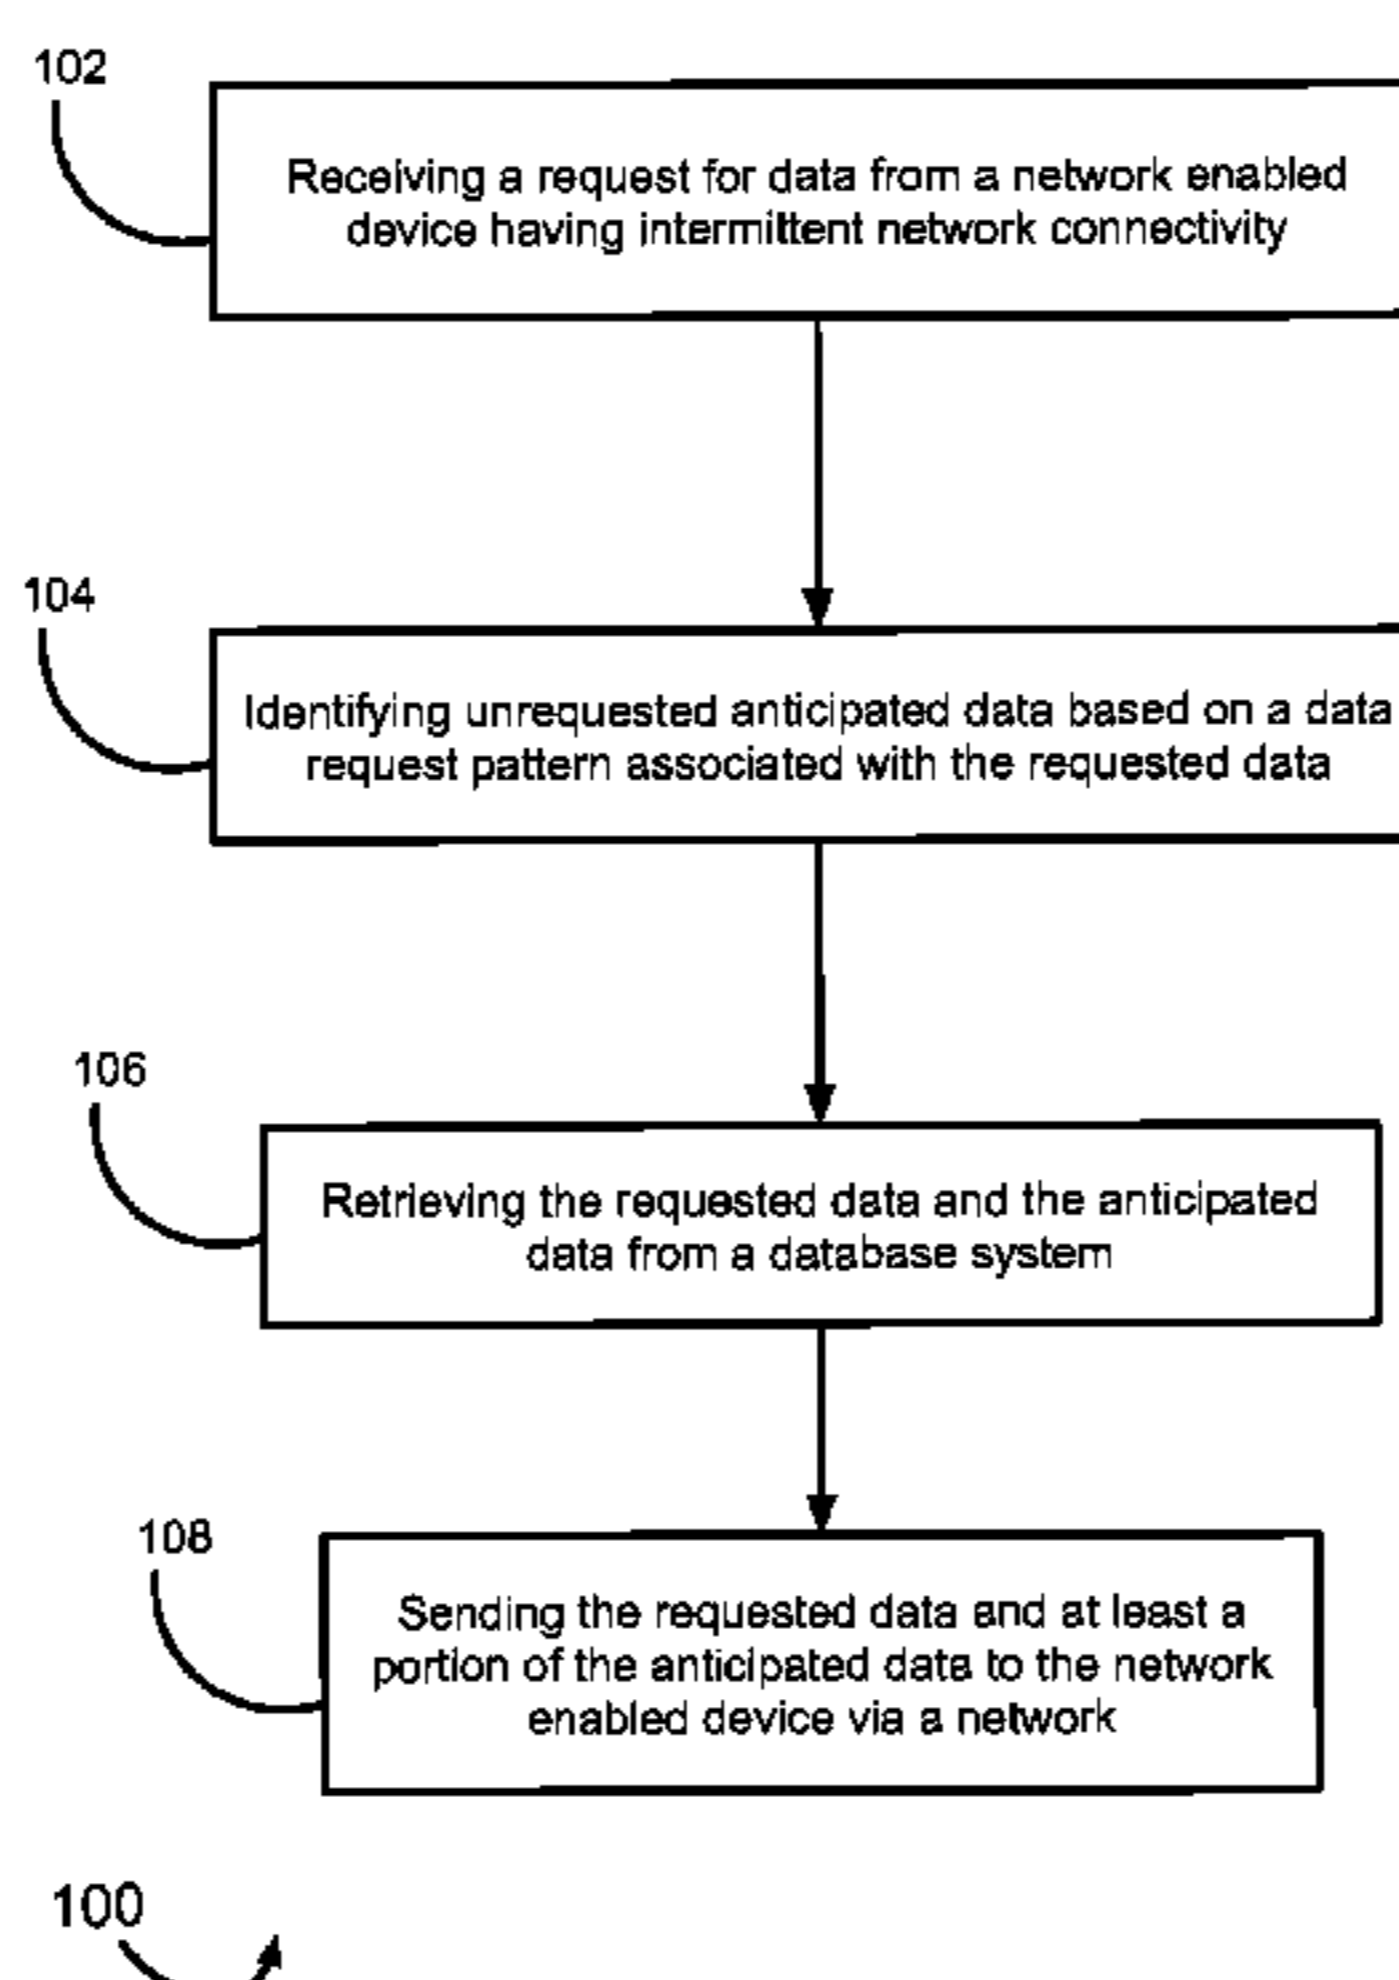 102
Receiving a request for data from a network enabled
device having intermittent network connectivity
104
Identifying unrequested anticipated data based on a data
request pattern associated with the requested data
106
Retrieving the requested data and the anticipated
data from a database system
108
Sending the requested data and at least a
portion of the anticipated data to the network
enabled device via a network
100